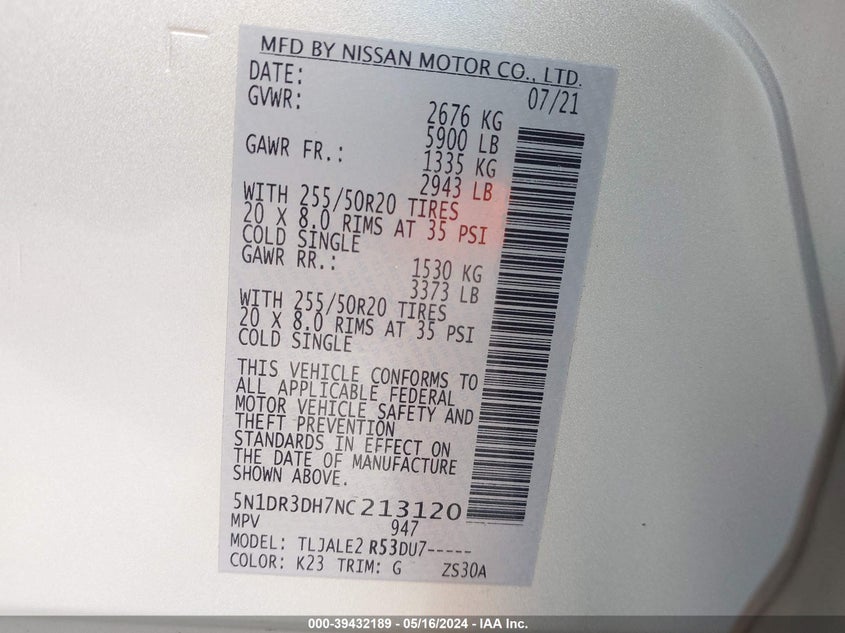 MFD BY NISSAN MOTOR CO., LTD.
DATE: 07/21
GVWR: 2676 KG
5900 LB
GAWR FR.: 1335 KG
2943 LB
WITH 255/50R20 TIRES
20 X 8.0 RIMS AT 35 PSI
COLD SINGLE
GAWR RR.: 1530 KG
3373 LB
WITH 255/50R20 TIRES
20 X 8.0 RIMS AT 35 PSI
COLD SINGLE
THIS VEHICLE CONFORMS TO
ALL APPLICABLE FEDERAL
MOTOR VEHICLE SAFETY AND
THEFT PREVENTION
STANDARDS IN EFFECT ON
THE DATE OF MANUFACTURE
SHOWN ABOVE.
5N1DR3DH7NC213120
MPV 947
MODEL: TLJALE2 R53DU7-----
COLOR: K23 TRIM: G ZS30A
000-39432189 - 05/16/2024 - IAA Inc.